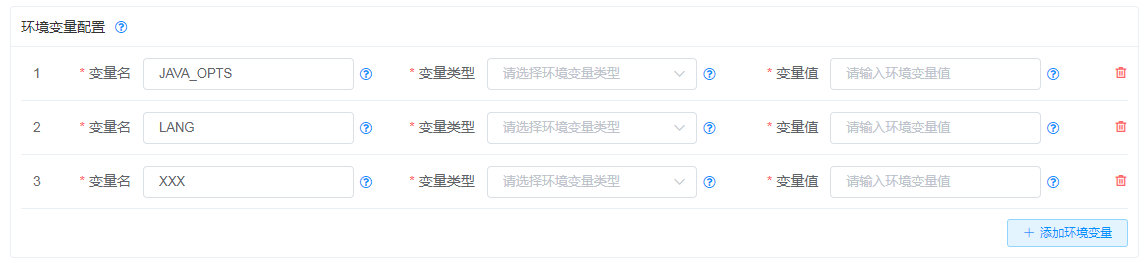 环境变量配置
1 * 变量名 JAVA_OPTS * 变量类型 请选择环境变量类型 * 变量值 请输入环境变量值
2 * 变量名 LANG * 变量类型 请选择环境变量类型 * 变量值 请输入环境变量值
3 * 变量名 XXX * 变量类型 请选择环境变量类型 * 变量值 请输入环境变量值
+ 添加环境变量